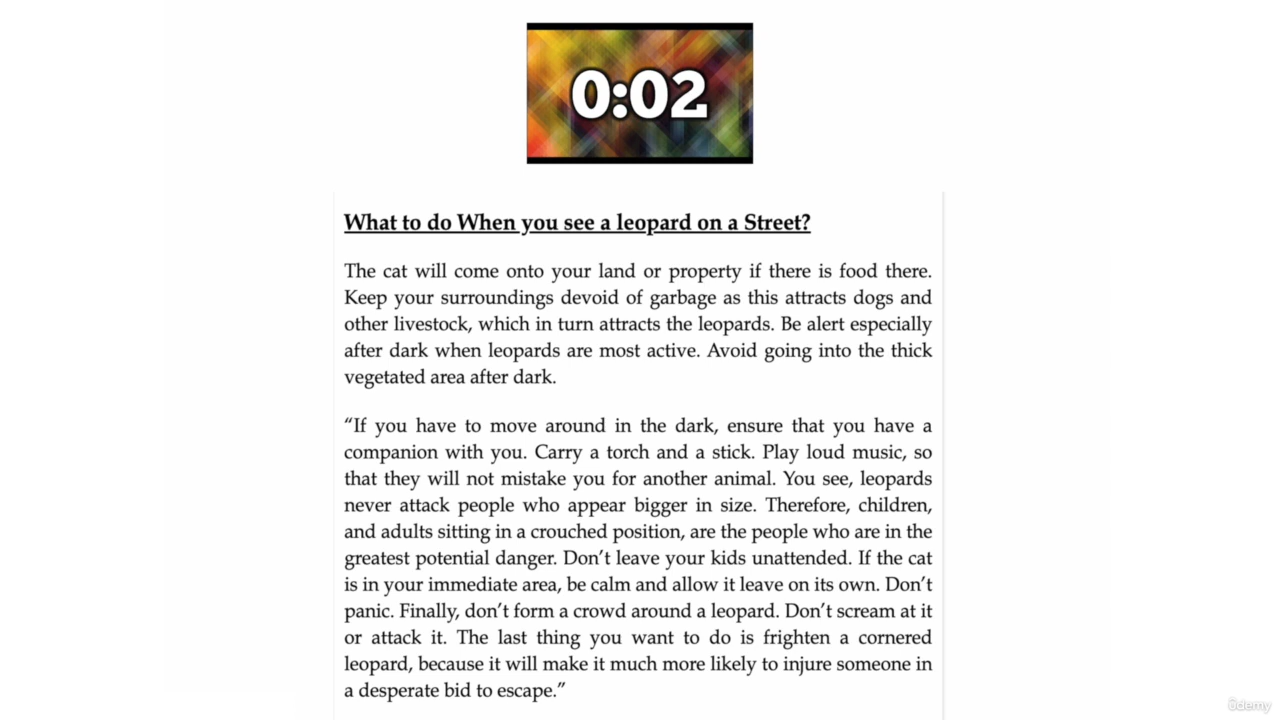 0:02
What to do When you see a leopard on a Street?
The cat will come onto your land or property if there is food there.
Keep your surroundings devoid of garbage as this attracts dogs and
other livestock, which in turn attracts the leopards. Be alert especially
after dark when leopards are most active. Avoid going into the thick
vegetated area after dark.
“If you have to move around in the dark, ensure that you have a
companion with you. Carry a torch and a stick. Play loud music, so
that they will not mistake you for another animal. You see, leopards
never attack people who appear bigger in size. Therefore, children,
and adults sitting in a crouched position, are the people who are in the
greatest potential danger. Don’t leave your kids unattended. If the cat
is in your immediate area, be calm and allow it leave on its own. Don’t
panic. Finally, don’t form a crowd around a leopard. Don’t scream at it
or attack it. The last thing you want to do is frighten a cornered
leopard, because it will make it much more likely to injure someone in
a desperate bid to escape.”
ûdemy